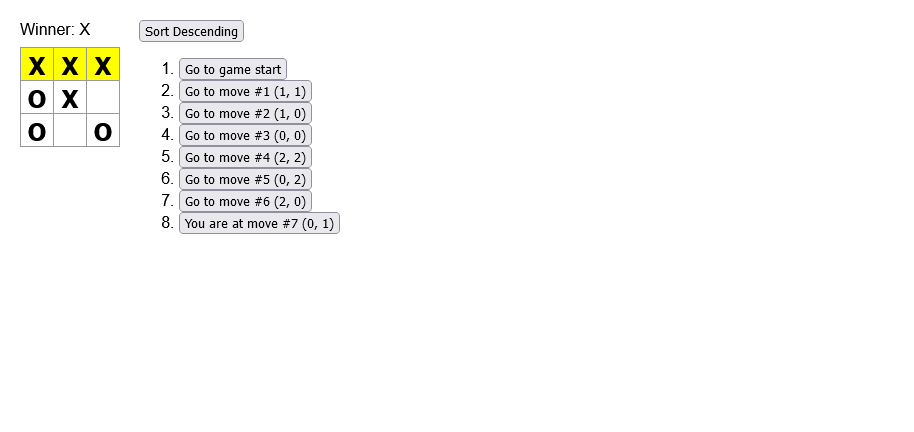 Winner: X
X X X
O X
O O
Sort Descending
1. Go to game start
2. Go to move #1 (1, 1)
3. Go to move #2 (1, 0)
4. Go to move #3 (0, 0)
5. Go to move #4 (2, 2)
6. Go to move #5 (0, 2)
7. Go to move #6 (2, 0)
8. You are at move #7 (0, 1)